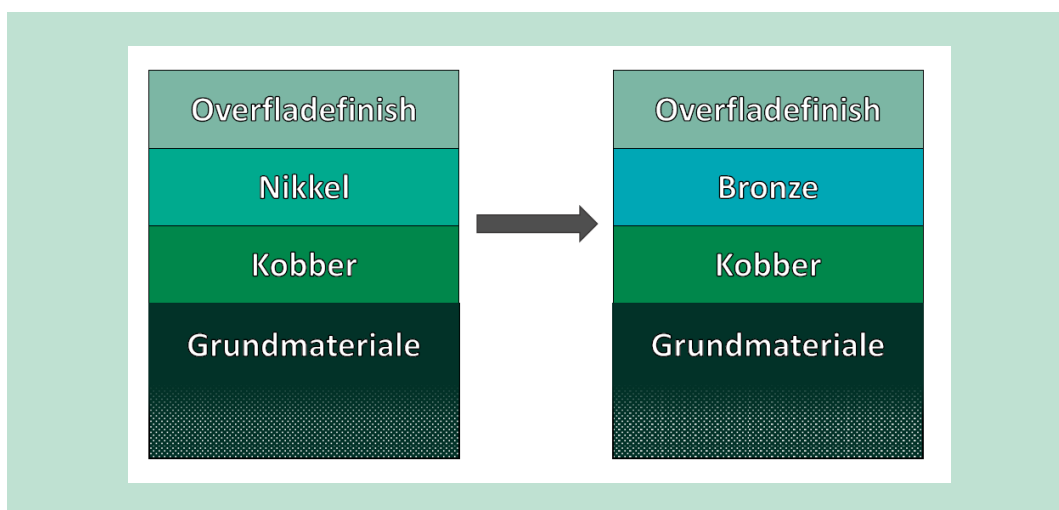 Overfladefinish
Nikkel
Kobber
Grundmateriale
Overfladefinish
Bronze
Kobber
Grundmateriale